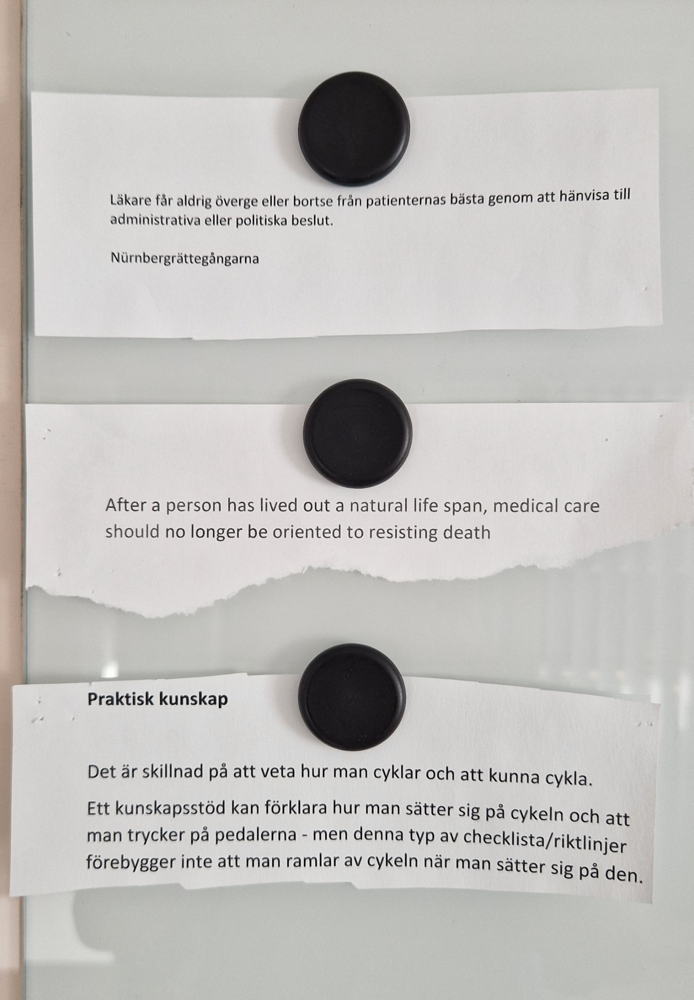 Läkare får aldrig överge eller bortse från patienternas bästa genom att hänvisa till
administrativa eller politiska beslut.
Nürnbergrättegångarna
After a person has lived out a natural life span, medical care
should no longer be oriented to resisting death
Praktisk kunskap
Det är skillnad på att veta hur man cyklar och att kunna cykla.
Ett kunskapsstöd kan förklara hur man sätter sig på cykeln och att
man trycker på pedalerna - men denna typ av checklista/riktlinjer
förebygger inte att man ramlar av cykeln när man sätter sig på den.